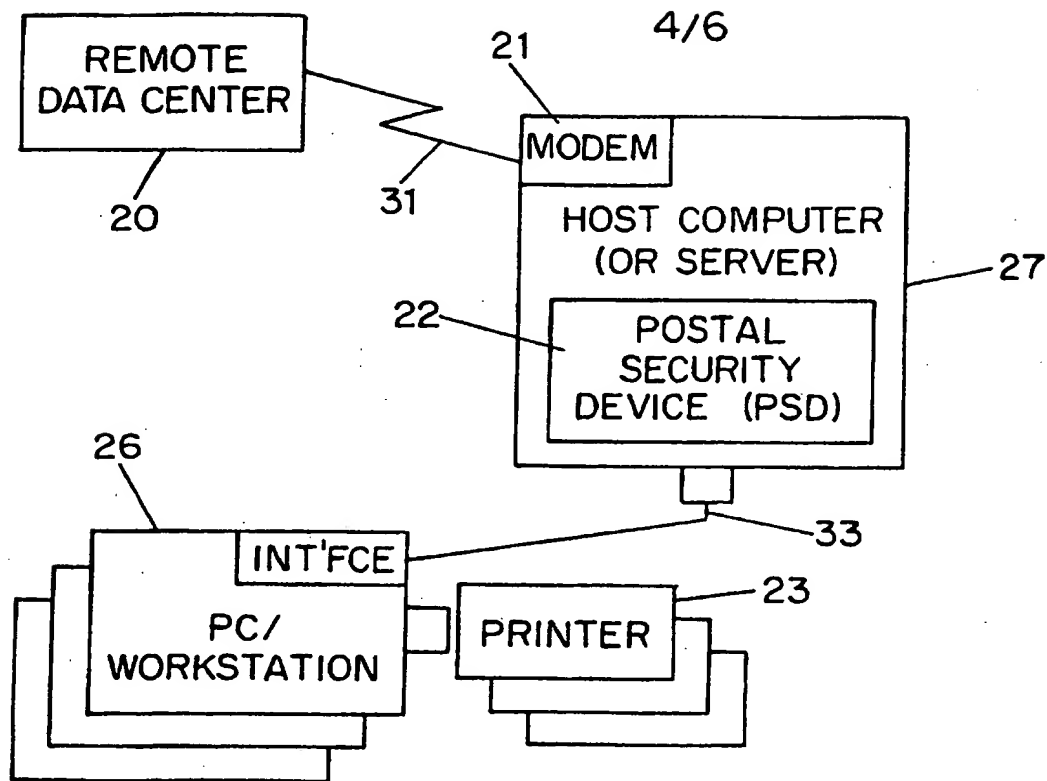 4/6
REMOTE
DATA CENTER
20
31
21
MODEM
HOST COMPUTER
(OR SERVER)
27
22
POSTAL
SECURITY
DEVICE (PSD)
33
26
INT'FCE
PC/
WORKSTATION
23
PRINTER